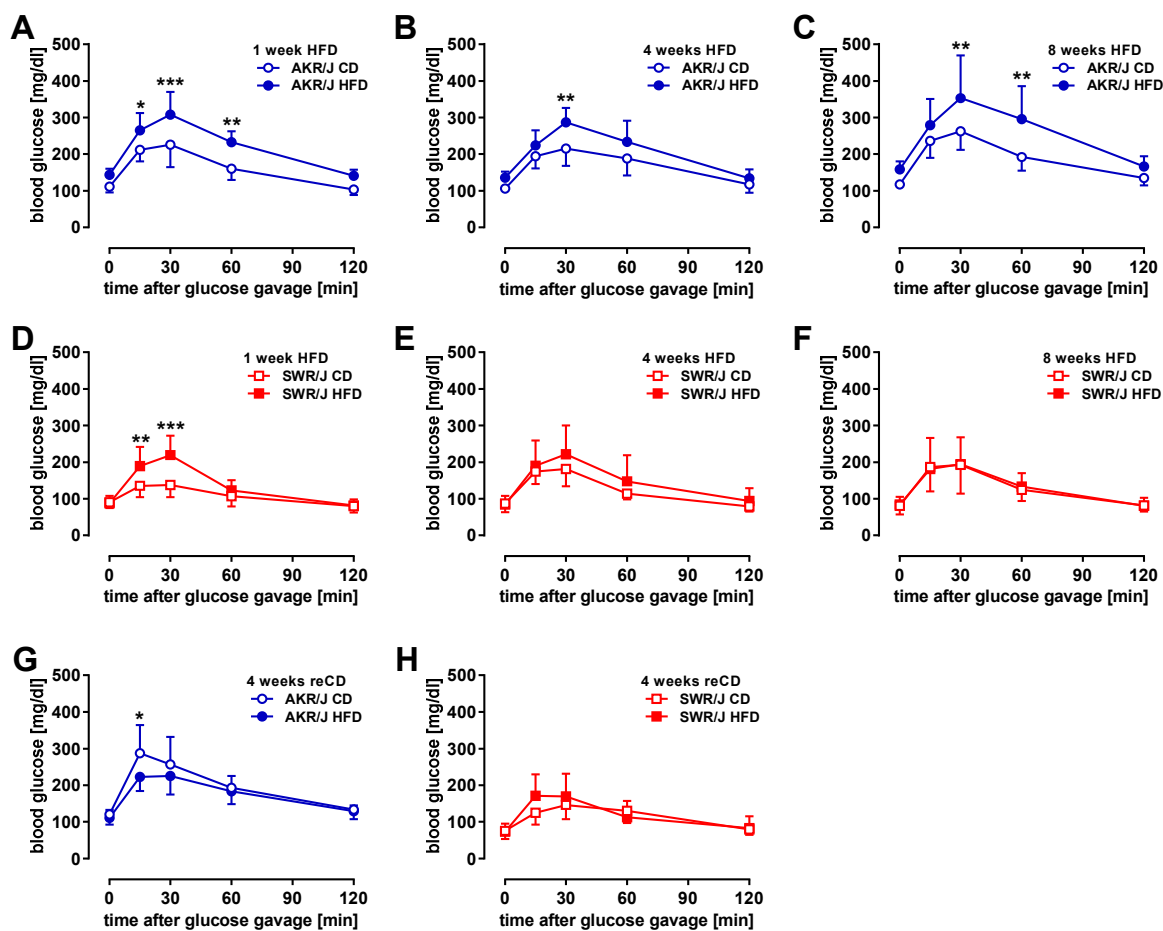 A
1 week HFD
AKR/J CD
AKR/J HFD
* *** **
blood glucose [mg/dl]
500
400
300
200
100
0
0 30 60 90 120
time after glucose gavage [min]
B
4 weeks HFD
AKR/J CD
AKR/J HFD
**
blood glucose [mg/dl]
500
400
300
200
100
0
0 30 60 90 120
time after glucose gavage [min]
C
8 weeks HFD
AKR/J CD
AKR/J HFD
** **
blood glucose [mg/dl]
500
400
300
200
100
0
0 30 60 90 120
time after glucose gavage [min]
D
1 week HFD
SWR/J CD
SWR/J HFD
** ***
blood glucose [mg/dl]
500
400
300
200
100
0
0 30 60 90 120
time after glucose gavage [min]
E
4 weeks HFD
SWR/J CD
SWR/J HFD
blood glucose [mg/dl]
500
400
300
200
100
0
0 30 60 90 120
time after glucose gavage [min]
F
8 weeks HFD
SWR/J CD
SWR/J HFD
blood glucose [mg/dl]
500
400
300
200
100
0
0 30 60 90 120
time after glucose gavage [min]
G
4 weeks reCD
AKR/J CD
AKR/J HFD
*
blood glucose [mg/dl]
500
400
300
200
100
0
0 30 60 90 120
time after glucose gavage [min]
H
4 weeks reCD
SWR/J CD
SWR/J HFD
blood glucose [mg/dl]
500
400
300
200
100
0
0 30 60 90 120
time after glucose gavage [min]